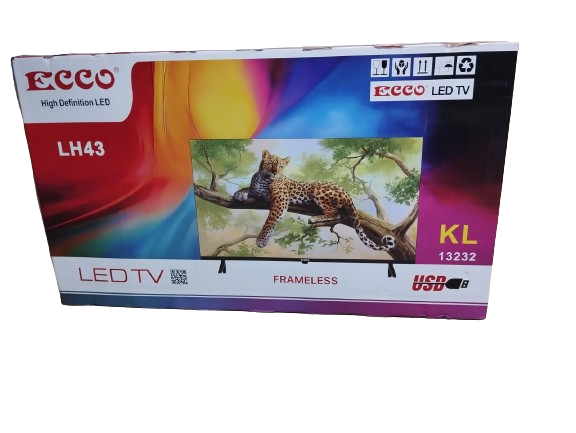 ECCO®
High Definition LED
ECCO LED TV
LH43
KL
13232
LED TV
FRAMELESS
USB